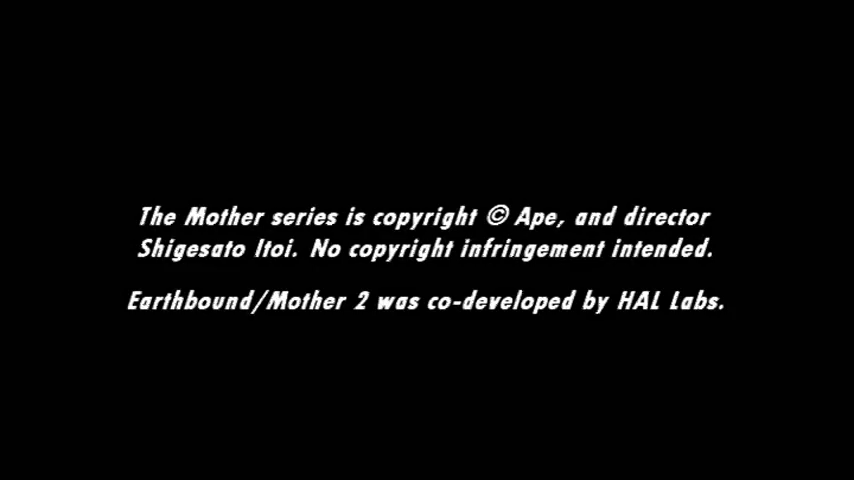 The Mother series is copyright © Ape, and director
Shigesato Itoi. No copyright infringement intended.
Earthbound/Mother 2 was co-developed by HAL Labs.